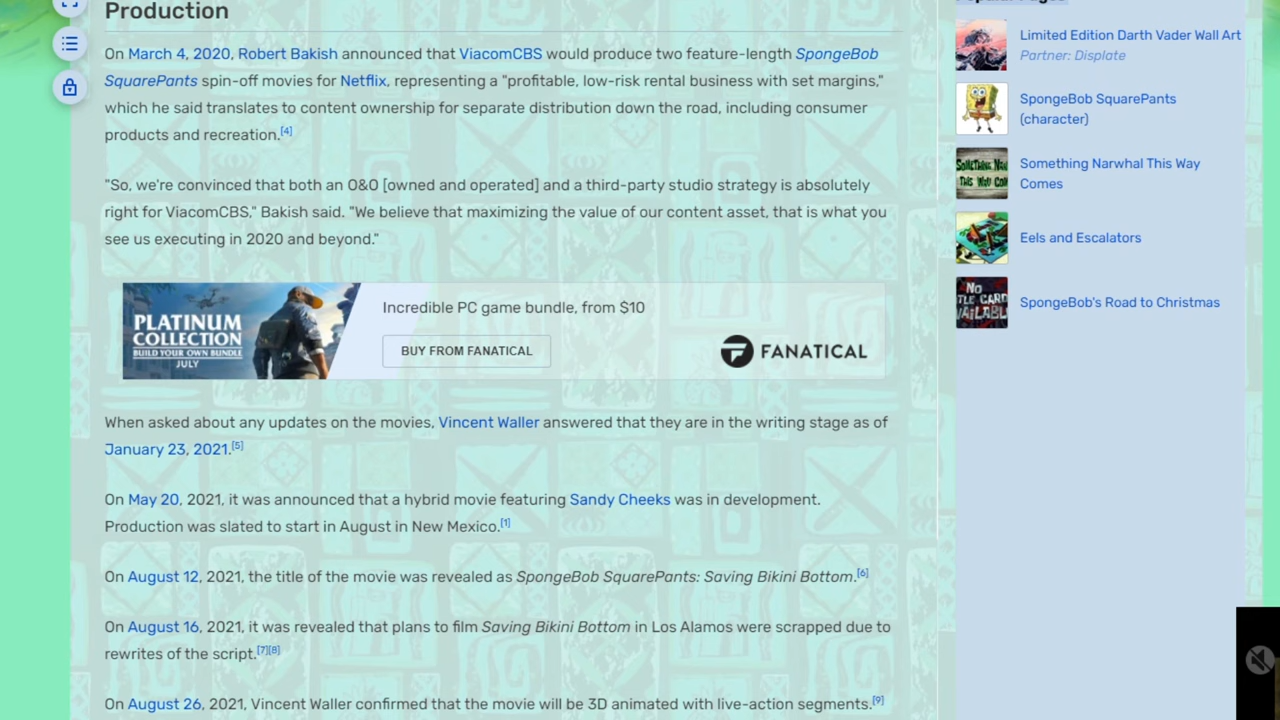 Production
On March 4, 2020, Robert Bakish announced that ViacomCBS would produce two feature-length SpongeBob
SquarePants spin-off movies for Netflix, representing a "profitable, low-risk rental business with set margins,"
which he said translates to content ownership for separate distribution down the road, including consumer
products and recreation.[4]
"So, we're convinced that both an O&O [owned and operated] and a third-party studio strategy is absolutely
right for ViacomCBS," Bakish said. "We believe that maximizing the value of our content asset, that is what you
see us executing in 2020 and beyond."
PLATINUM
COLLECTION
BUILD YOUR OWN BUNDLE
JULY
Incredible PC game bundle, from $10
BUY FROM FANATICAL
FANATICAL
When asked about any updates on the movies, Vincent Waller answered that they are in the writing stage as of
January 23, 2021.[5]
On May 20, 2021, it was announced that a hybrid movie featuring Sandy Cheeks was in development.
Production was slated to start in August in New Mexico.[1]
On August 12, 2021, the title of the movie was revealed as SpongeBob SquarePants: Saving Bikini Bottom.[6]
On August 16, 2021, it was revealed that plans to film Saving Bikini Bottom in Los Alamos were scrapped due to
rewrites of the script.[7][8]
On August 26, 2021, Vincent Waller confirmed that the movie will be 3D animated with live-action segments.[9]
Limited Edition Darth Vader Wall Art
Partner: Displate
SpongeBob SquarePants
(character)
SOMETHING
THIS WAY
Something Narwhal This Way
Comes
Eels and Escalators
NO
SpongeBob's Road to Christmas